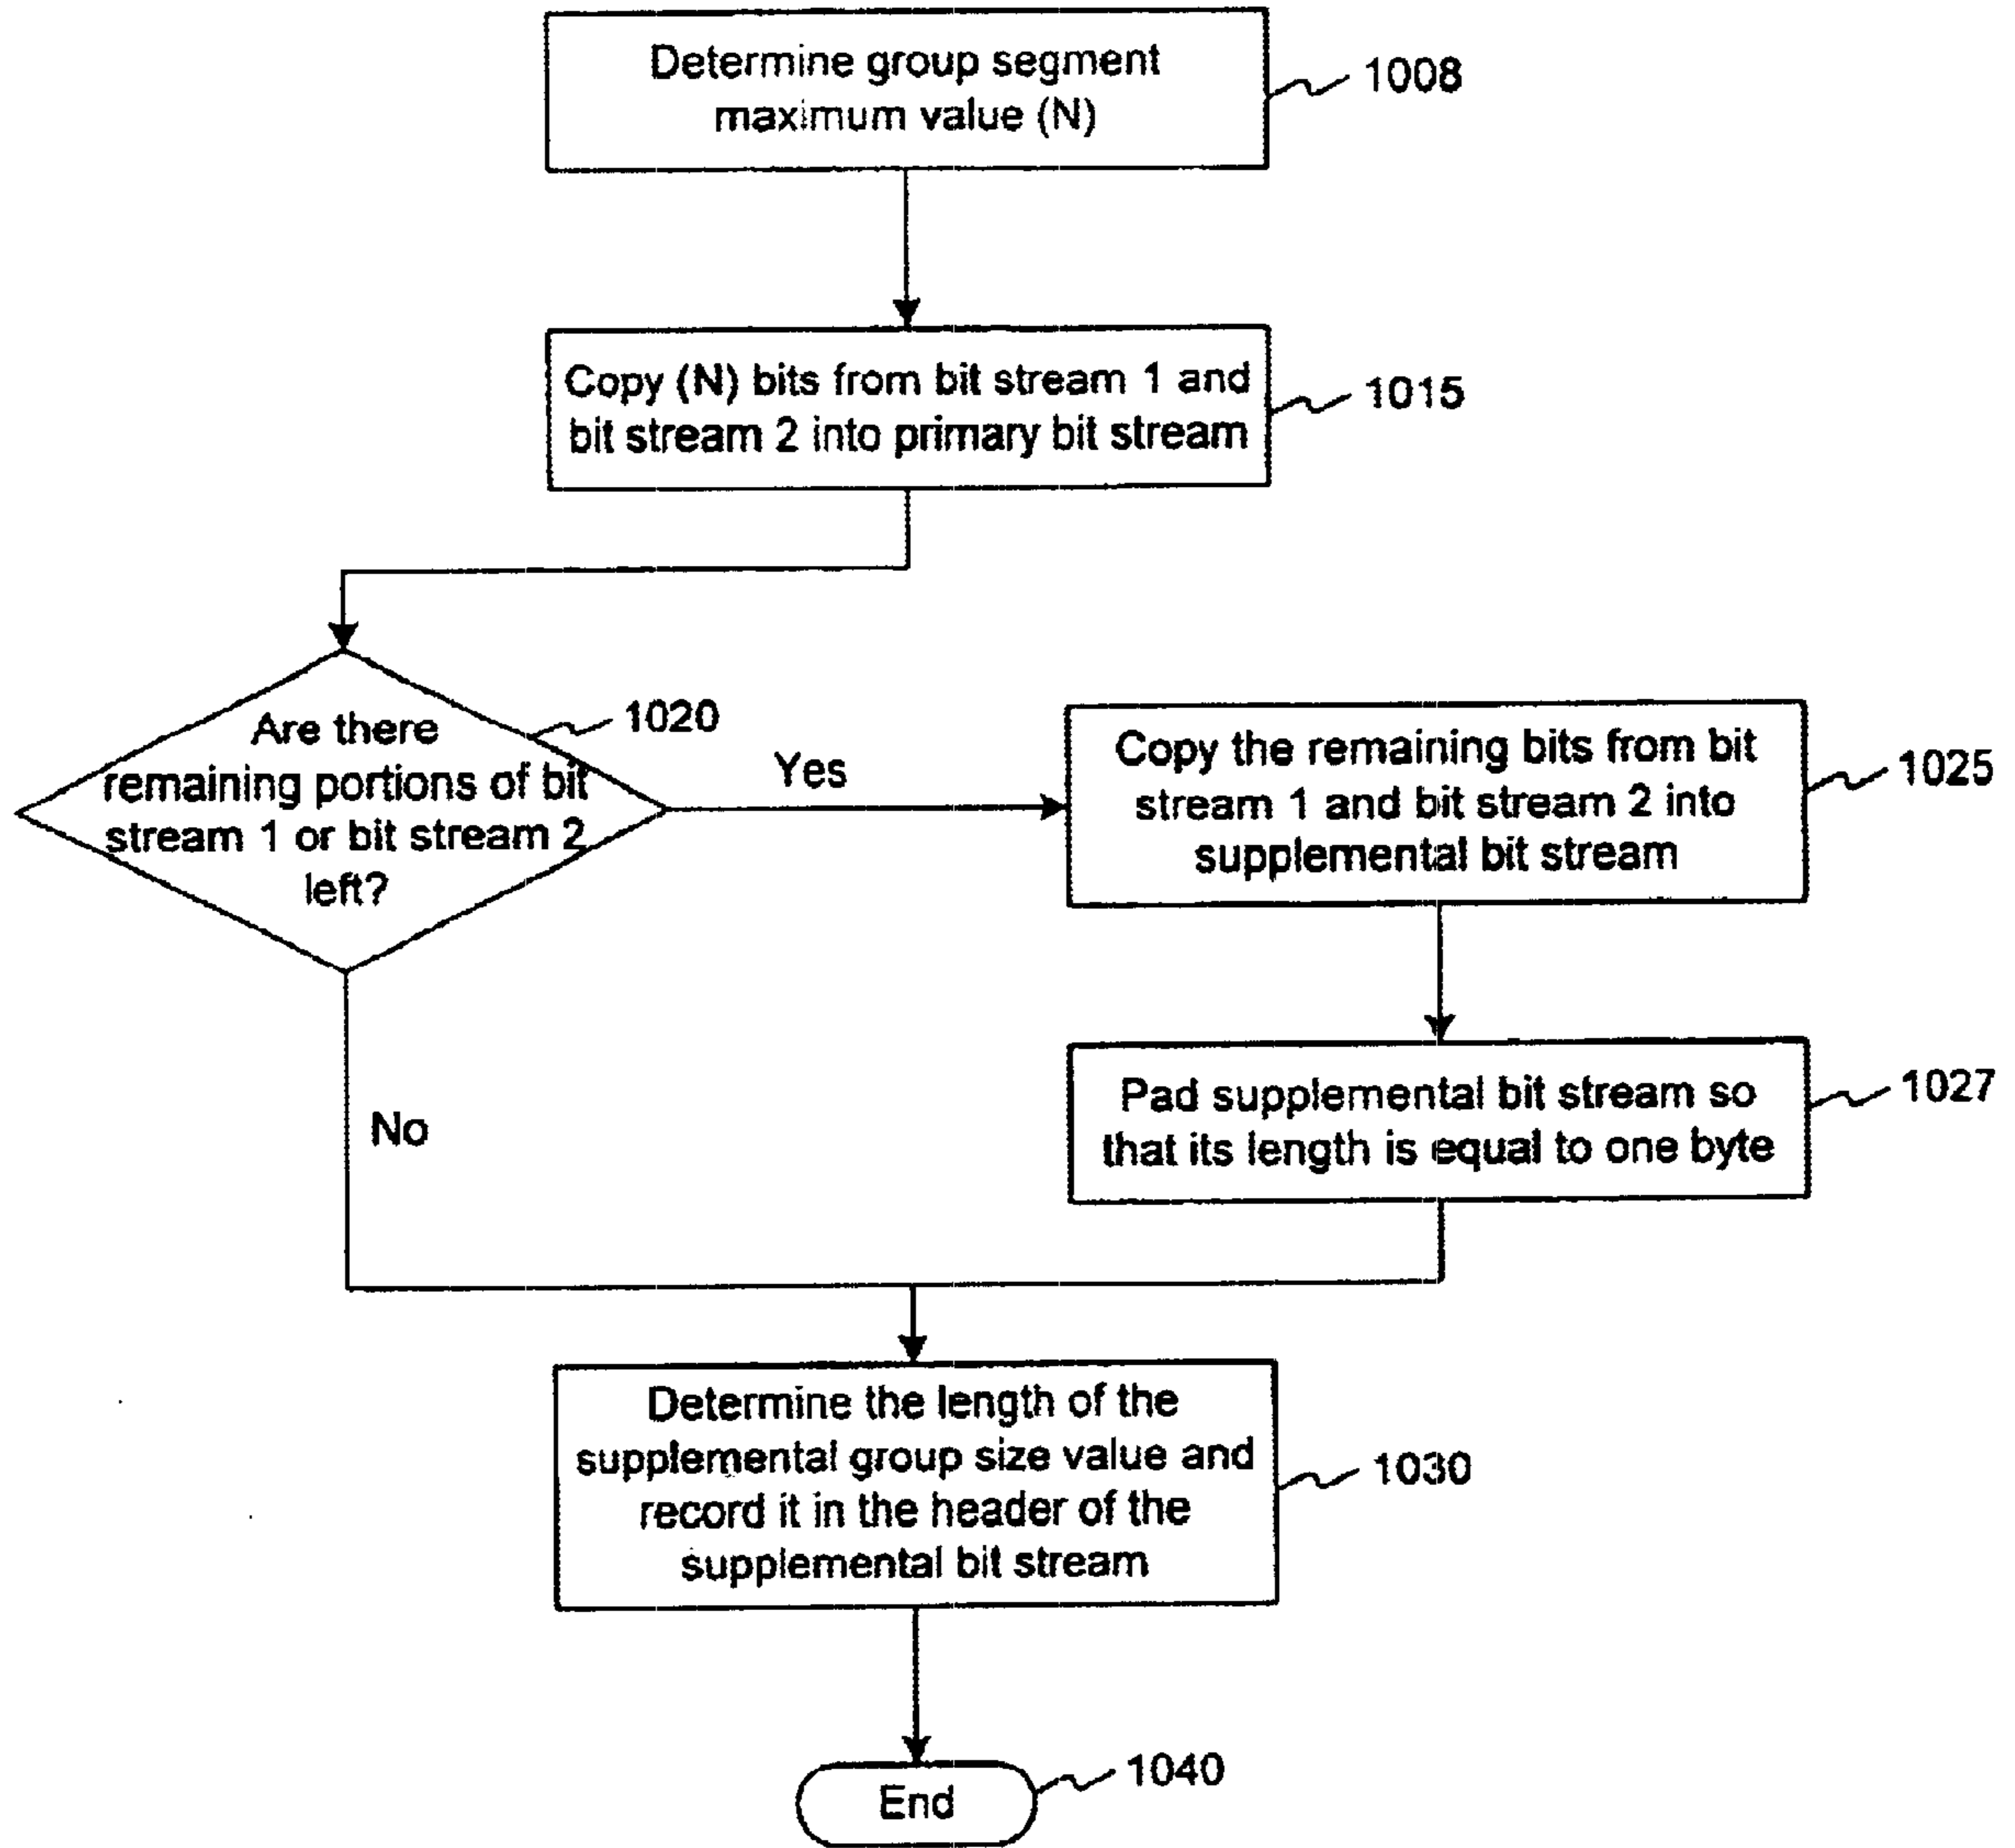 Determine group segment
maximum value (N)
1008
Copy (N) bits from bit stream 1 and
bit stream 2 into primary bit stream
1015
Are there
remaining portions of bit
stream 1 or bit stream 2
left?
1020
Yes
Copy the remaining bits from bit
stream 1 and bit stream 2 into
supplemental bit stream
1025
No
Pad supplemental bit stream so
that its length is equal to one byte
1027
Determine the length of the
supplemental group size value and
record it in the header of the
supplemental bit stream
1030
End
1040